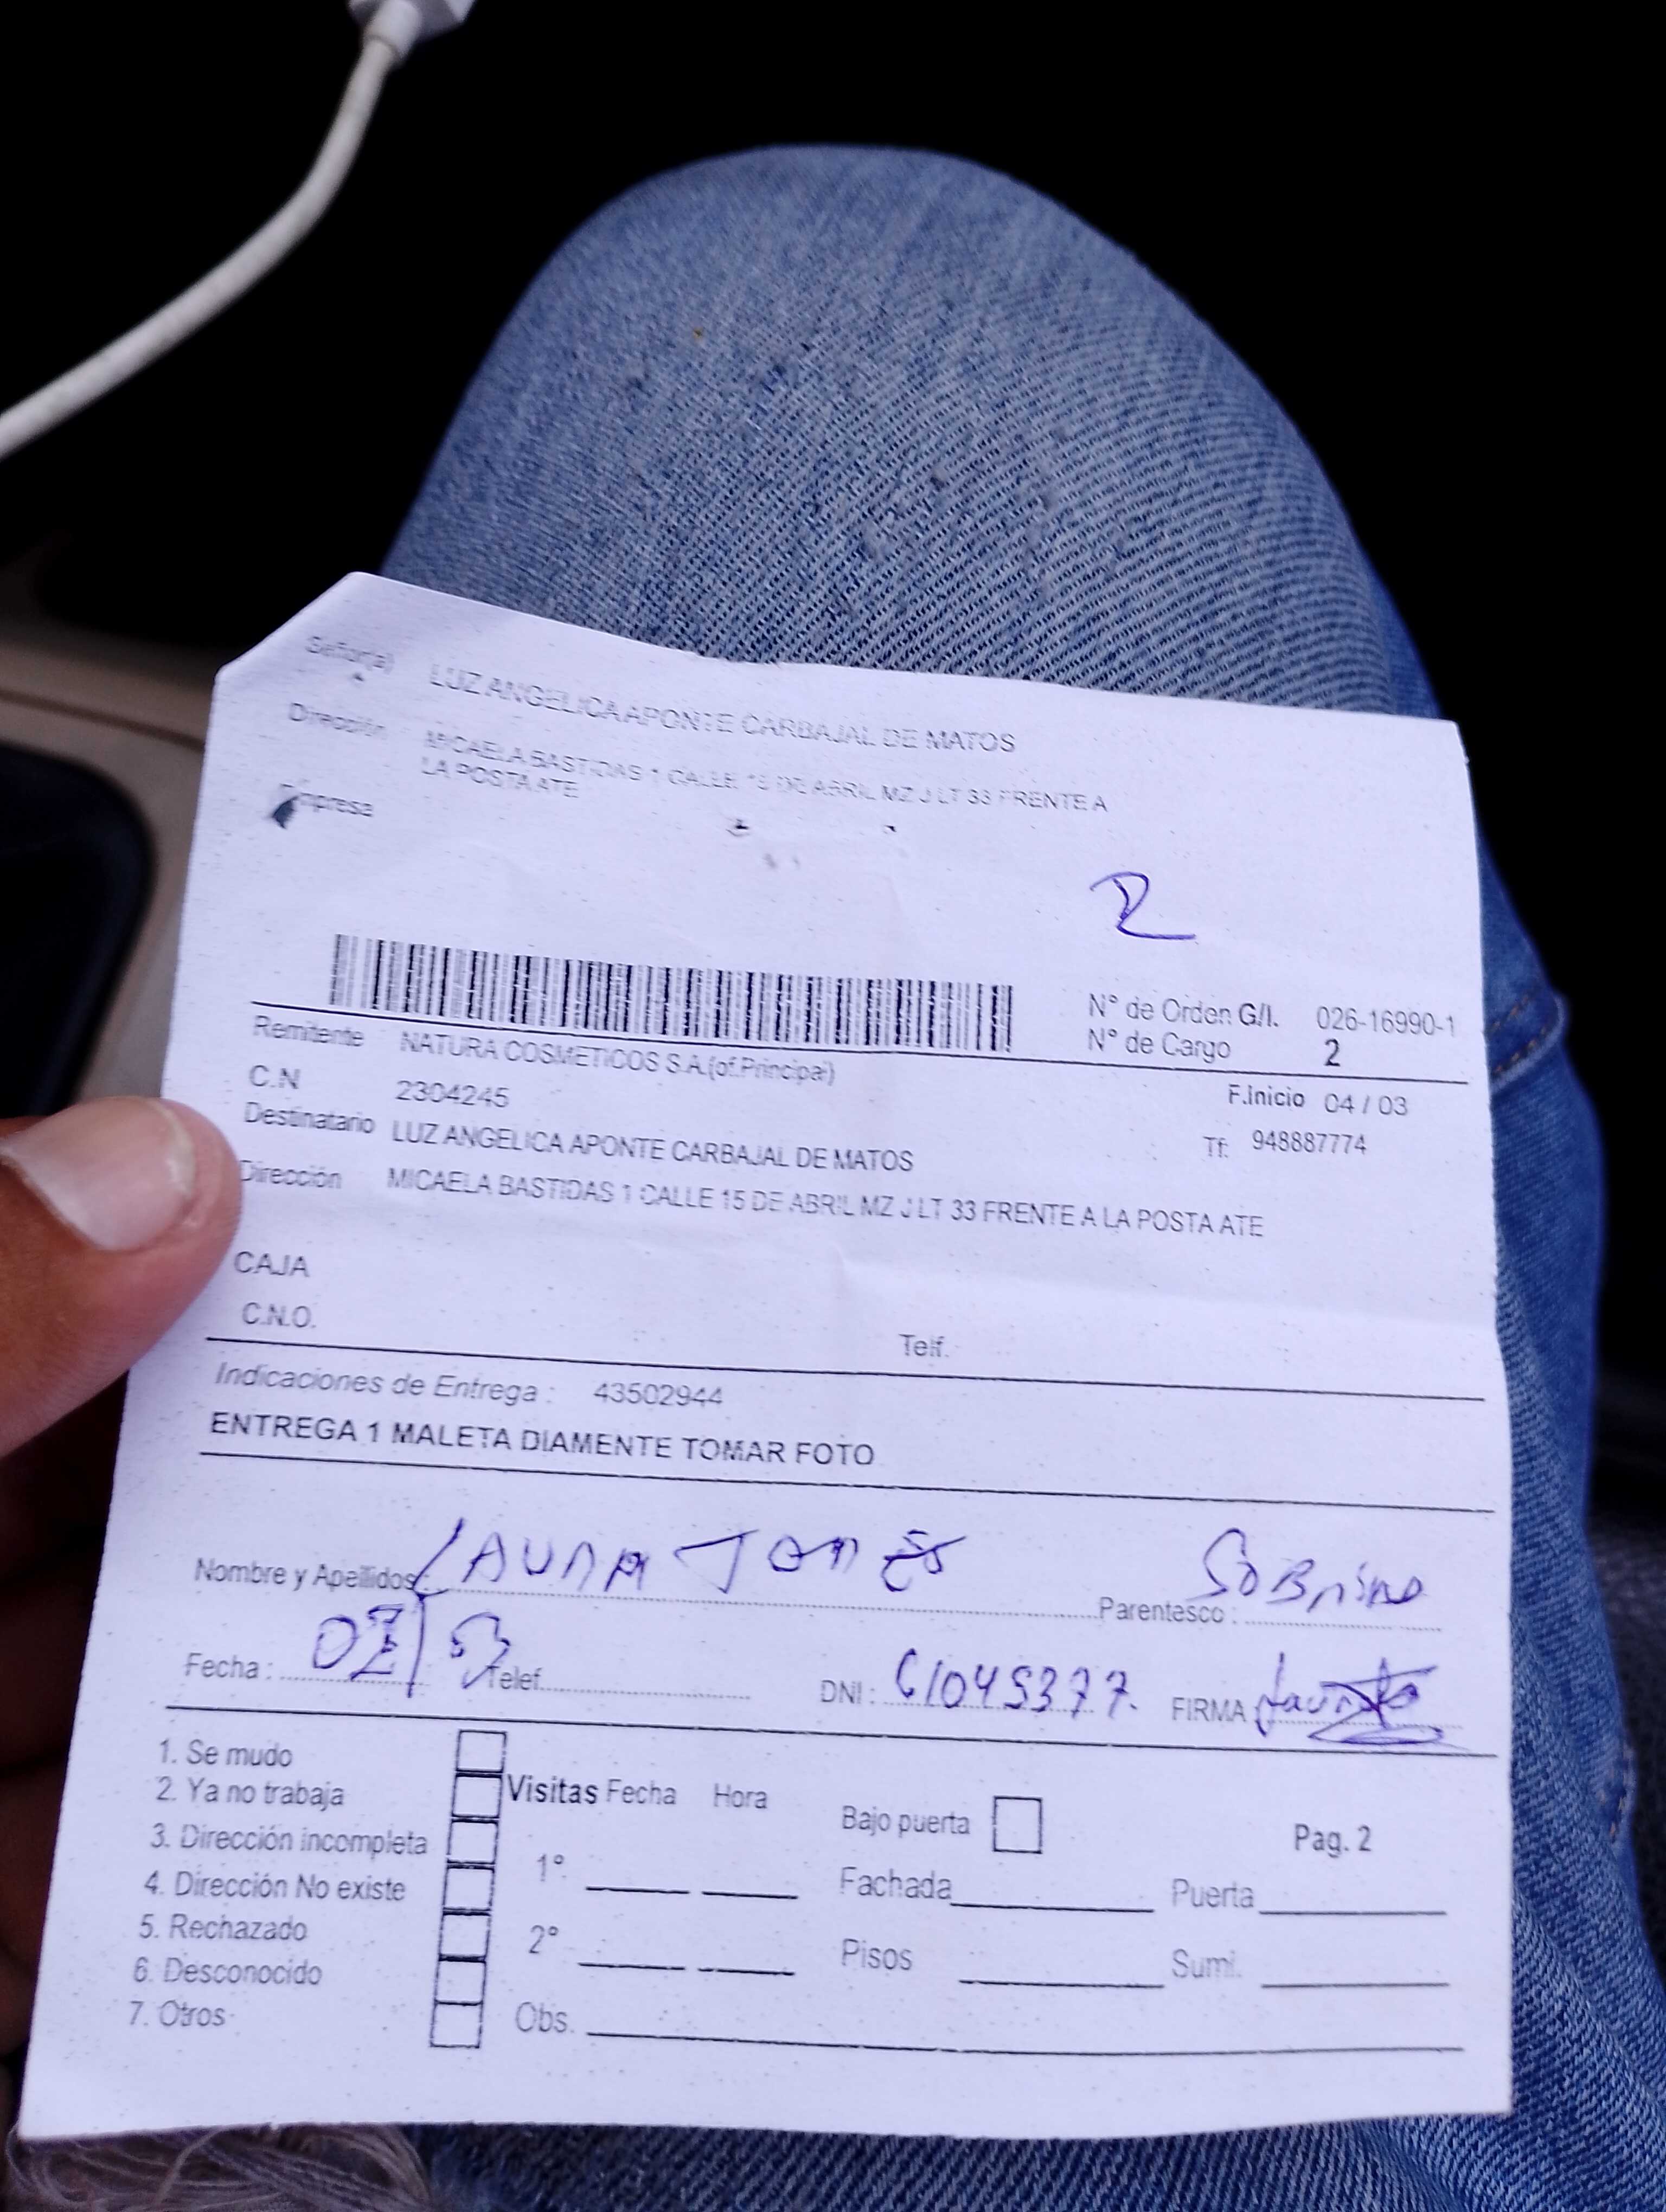 Señor(a) LUZ ANGELICA APONTE CARBAJAL DE MATOS
Dirección MICAELA BASTIDAS 1 CALLE 15 DE ABRIL MZ J LT 33 FRENTE A
LA POSTA ATE
Empresa
2
N° de Orden G/I. 026-16990-1
N° de Cargo 2
Remitente NATURA COSMETICOS S.A.(of.Principal)
F.Inicio 04 / 03
C.N 2304245
Tf: 948887774
Destinatario LUZ ANGELICA APONTE CARBAJAL DE MATOS
Dirección MICAELA BASTIDAS 1 CALLE 15 DE ABRIL MZ J LT 33 FRENTE A LA POSTA ATE
CAJA
C.N.O.
Telf.
Indicaciones de Entrega : 43502944
ENTREGA 1 MALETA DIAMENTE TOMAR FOTO
Nombre y Apellidos: Parentesco : Sobrino
Fecha : Telef. DNI : 61045377. FIRMA
1. Se mudo
2. Ya no trabaja
3. Dirección incompleta
4. Dirección No existe
5. Rechazado
6. Desconocido
7. Otros
Visitas Fecha Hora
1°
2°
Obs.
Bajo puerta
Pag. 2
Fachada Puerta
Pisos Sumi.